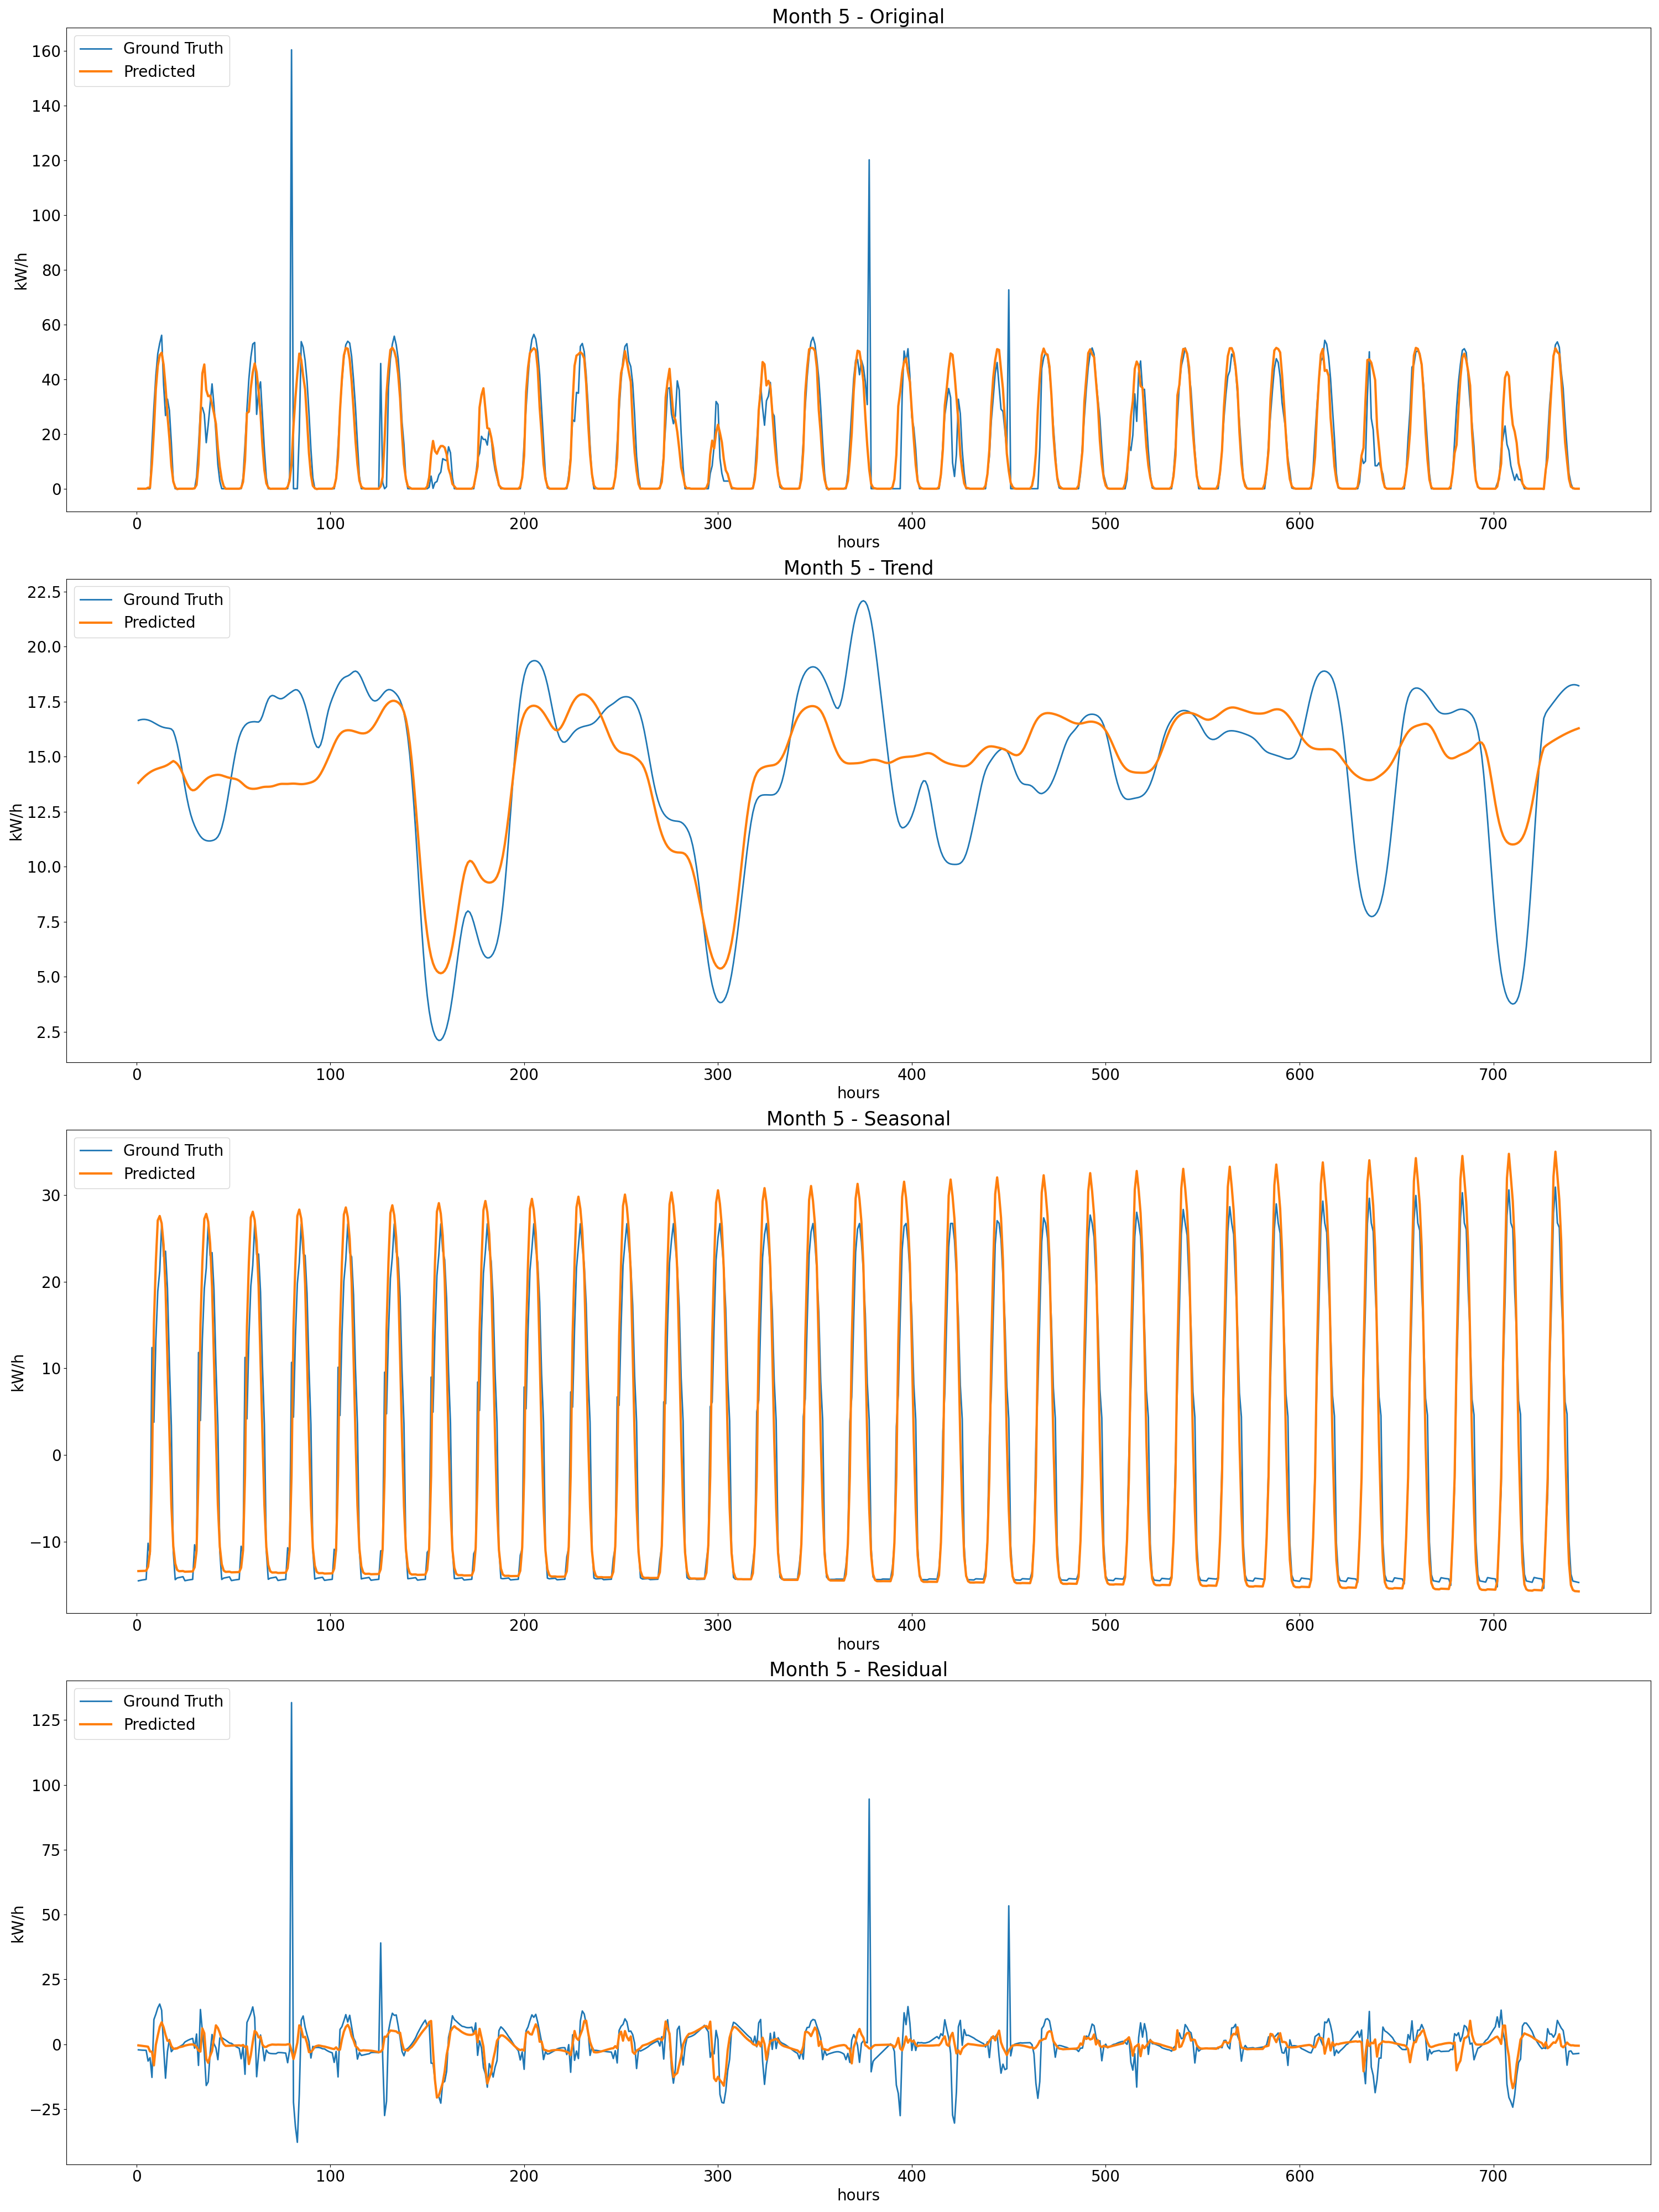 Month 5 - Original
Ground Truth
Predicted
160
140
120
100
80
60
40
20
0
kW/h
0 100 200 300 400 500 600 700
hours
Month 5 - Trend
Ground Truth
Predicted
22.5
20.0
17.5
15.0
12.5
10.0
7.5
5.0
2.5
kW/h
0 100 200 300 400 500 600 700
hours
Month 5 - Seasonal
Ground Truth
Predicted
30
20
10
0
−10
kW/h
0 100 200 300 400 500 600 700
hours
Month 5 - Residual
Ground Truth
Predicted
125
100
75
50
25
0
−25
kW/h
0 100 200 300 400 500 600 700
hours